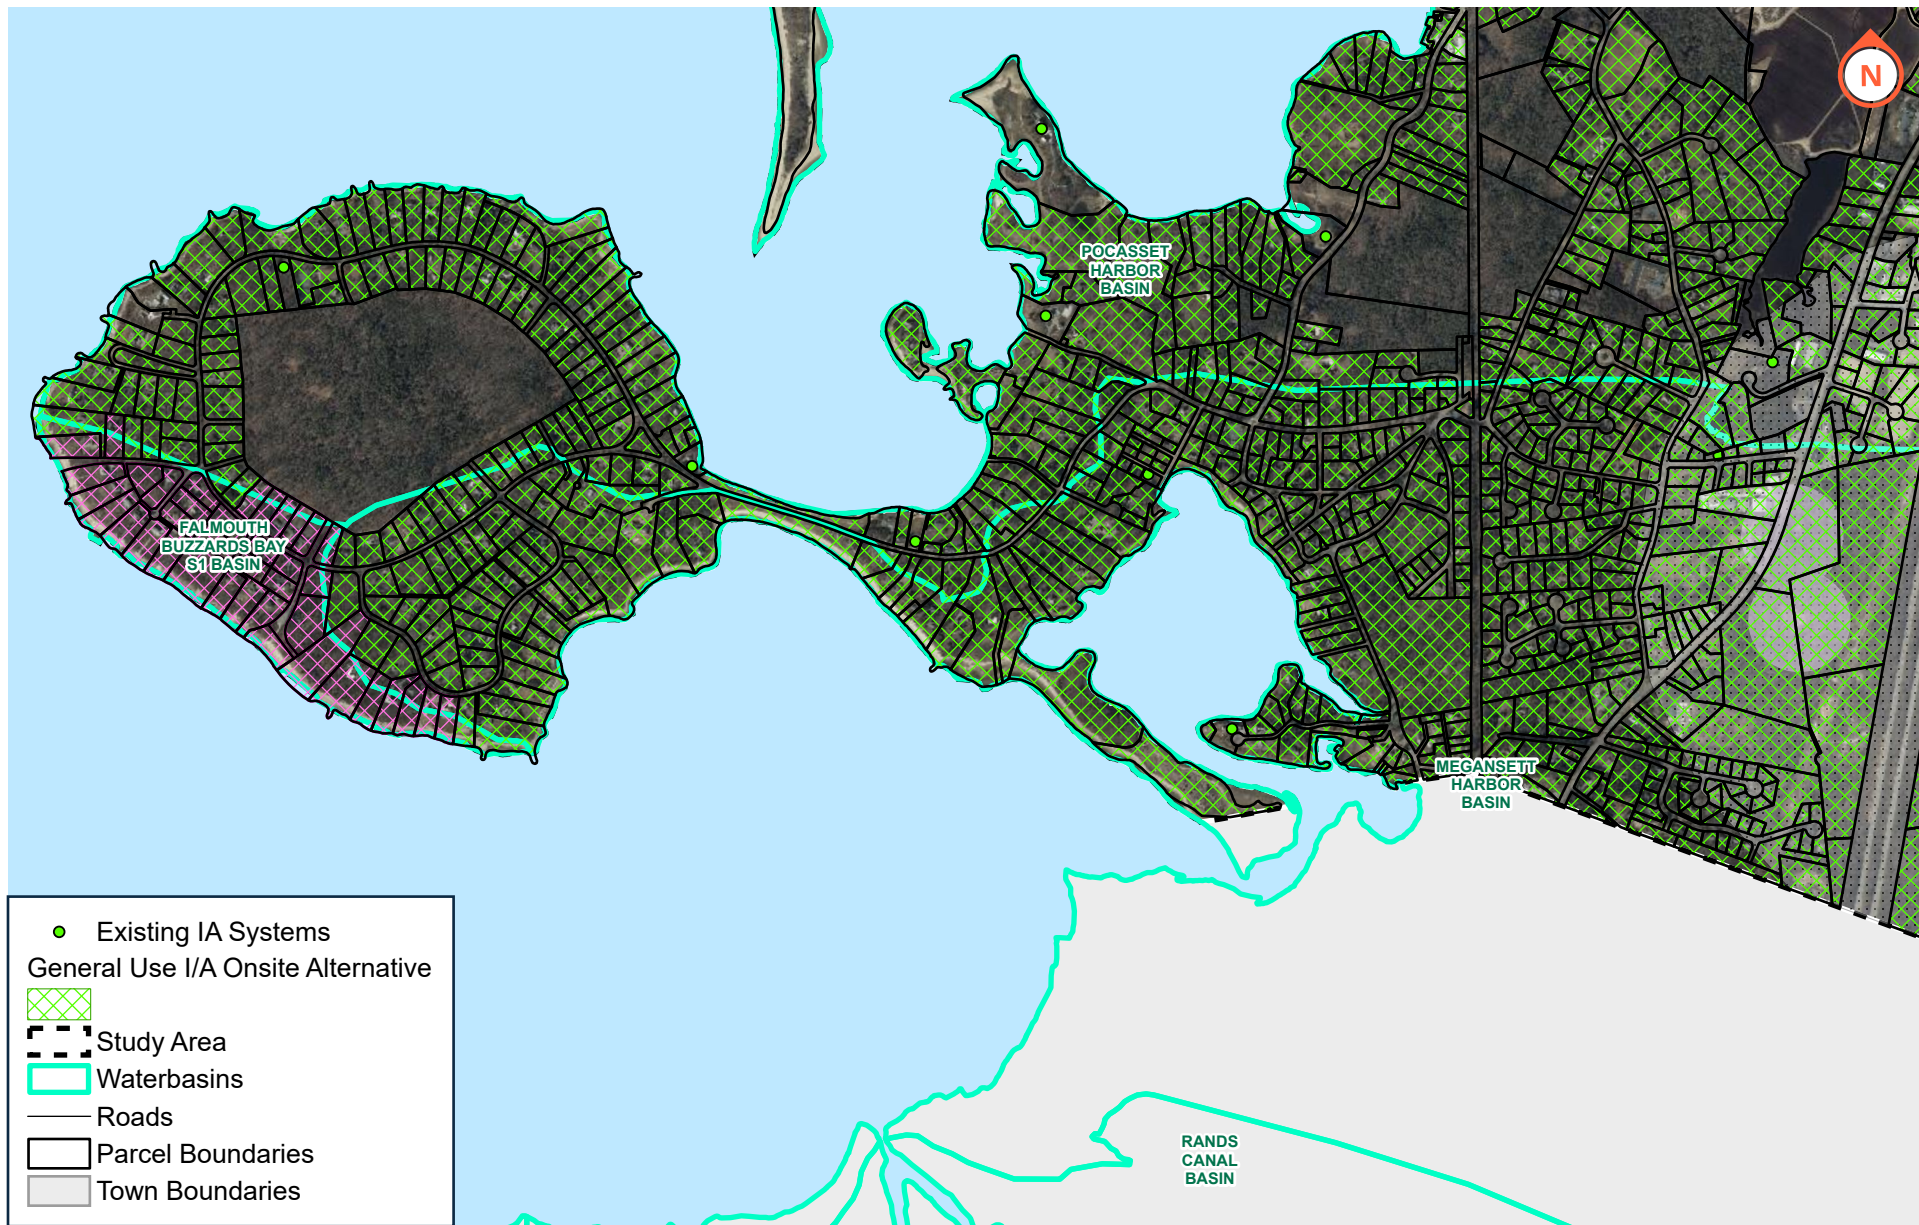 N
POCASSET
HARBOR
BASIN
FALMOUTH
BUZZARDS BAY
S1 BASIN
MEGANSETT
HARBOR
BASIN
RANDS
CANAL
BASIN
Existing IA Systems
General Use I/A Onsite Alternative
Study Area
Waterbasins
Roads
Parcel Boundaries
Town Boundaries